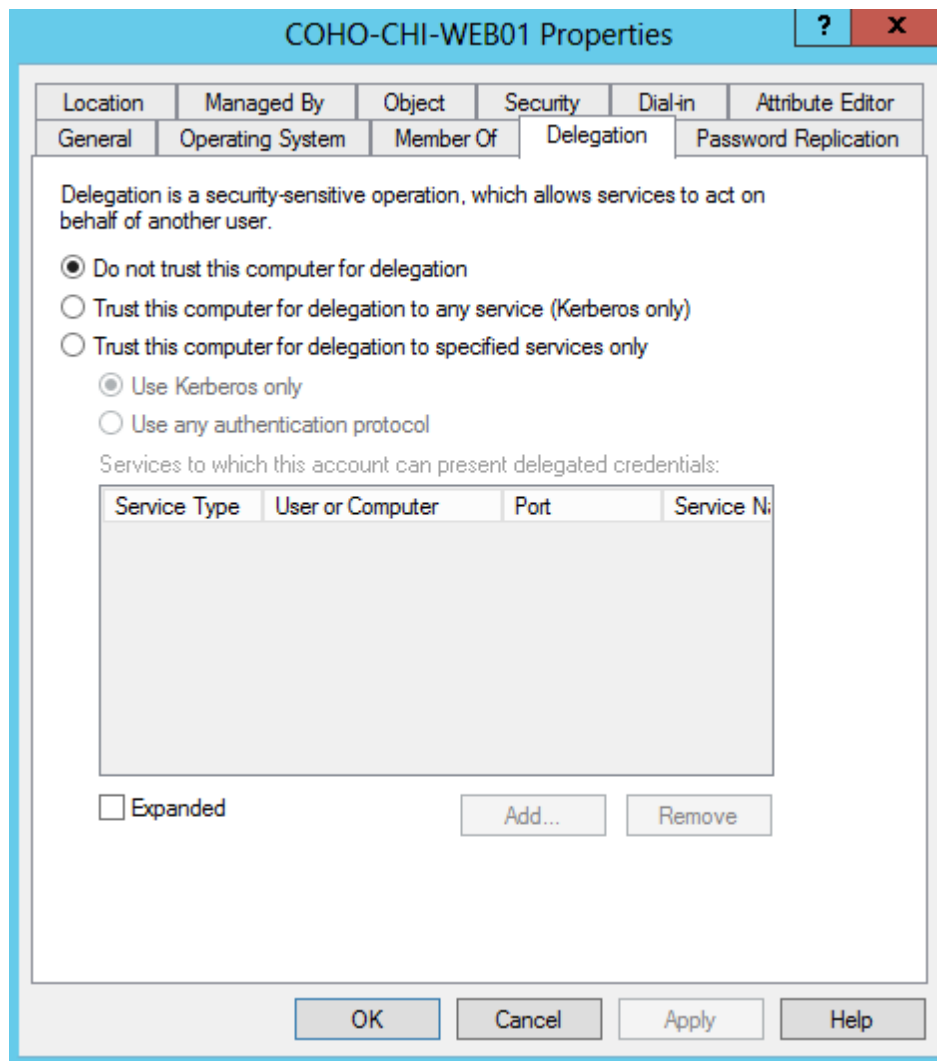 COHO-CHI-WEB01 Properties
?
x
Location
Managed By
Object
Security
Dial-in
Attribute Editor
General
Operating System
Member Of
Delegation
Password Replication
Delegation is a security-sensitive operation, which allows services to act on
behalf of another user.
Do not trust this computer for delegation
Trust this computer for delegation to any service (Kerberos only)
Trust this computer for delegation to specified services only
Use Kerberos only
Use any authentication protocol
Services to which this account can present delegated credentials:
Service Type
User or Computer
Port
Service Na
Expanded
Add...
Remove
OK
Cancel
Apply
Help